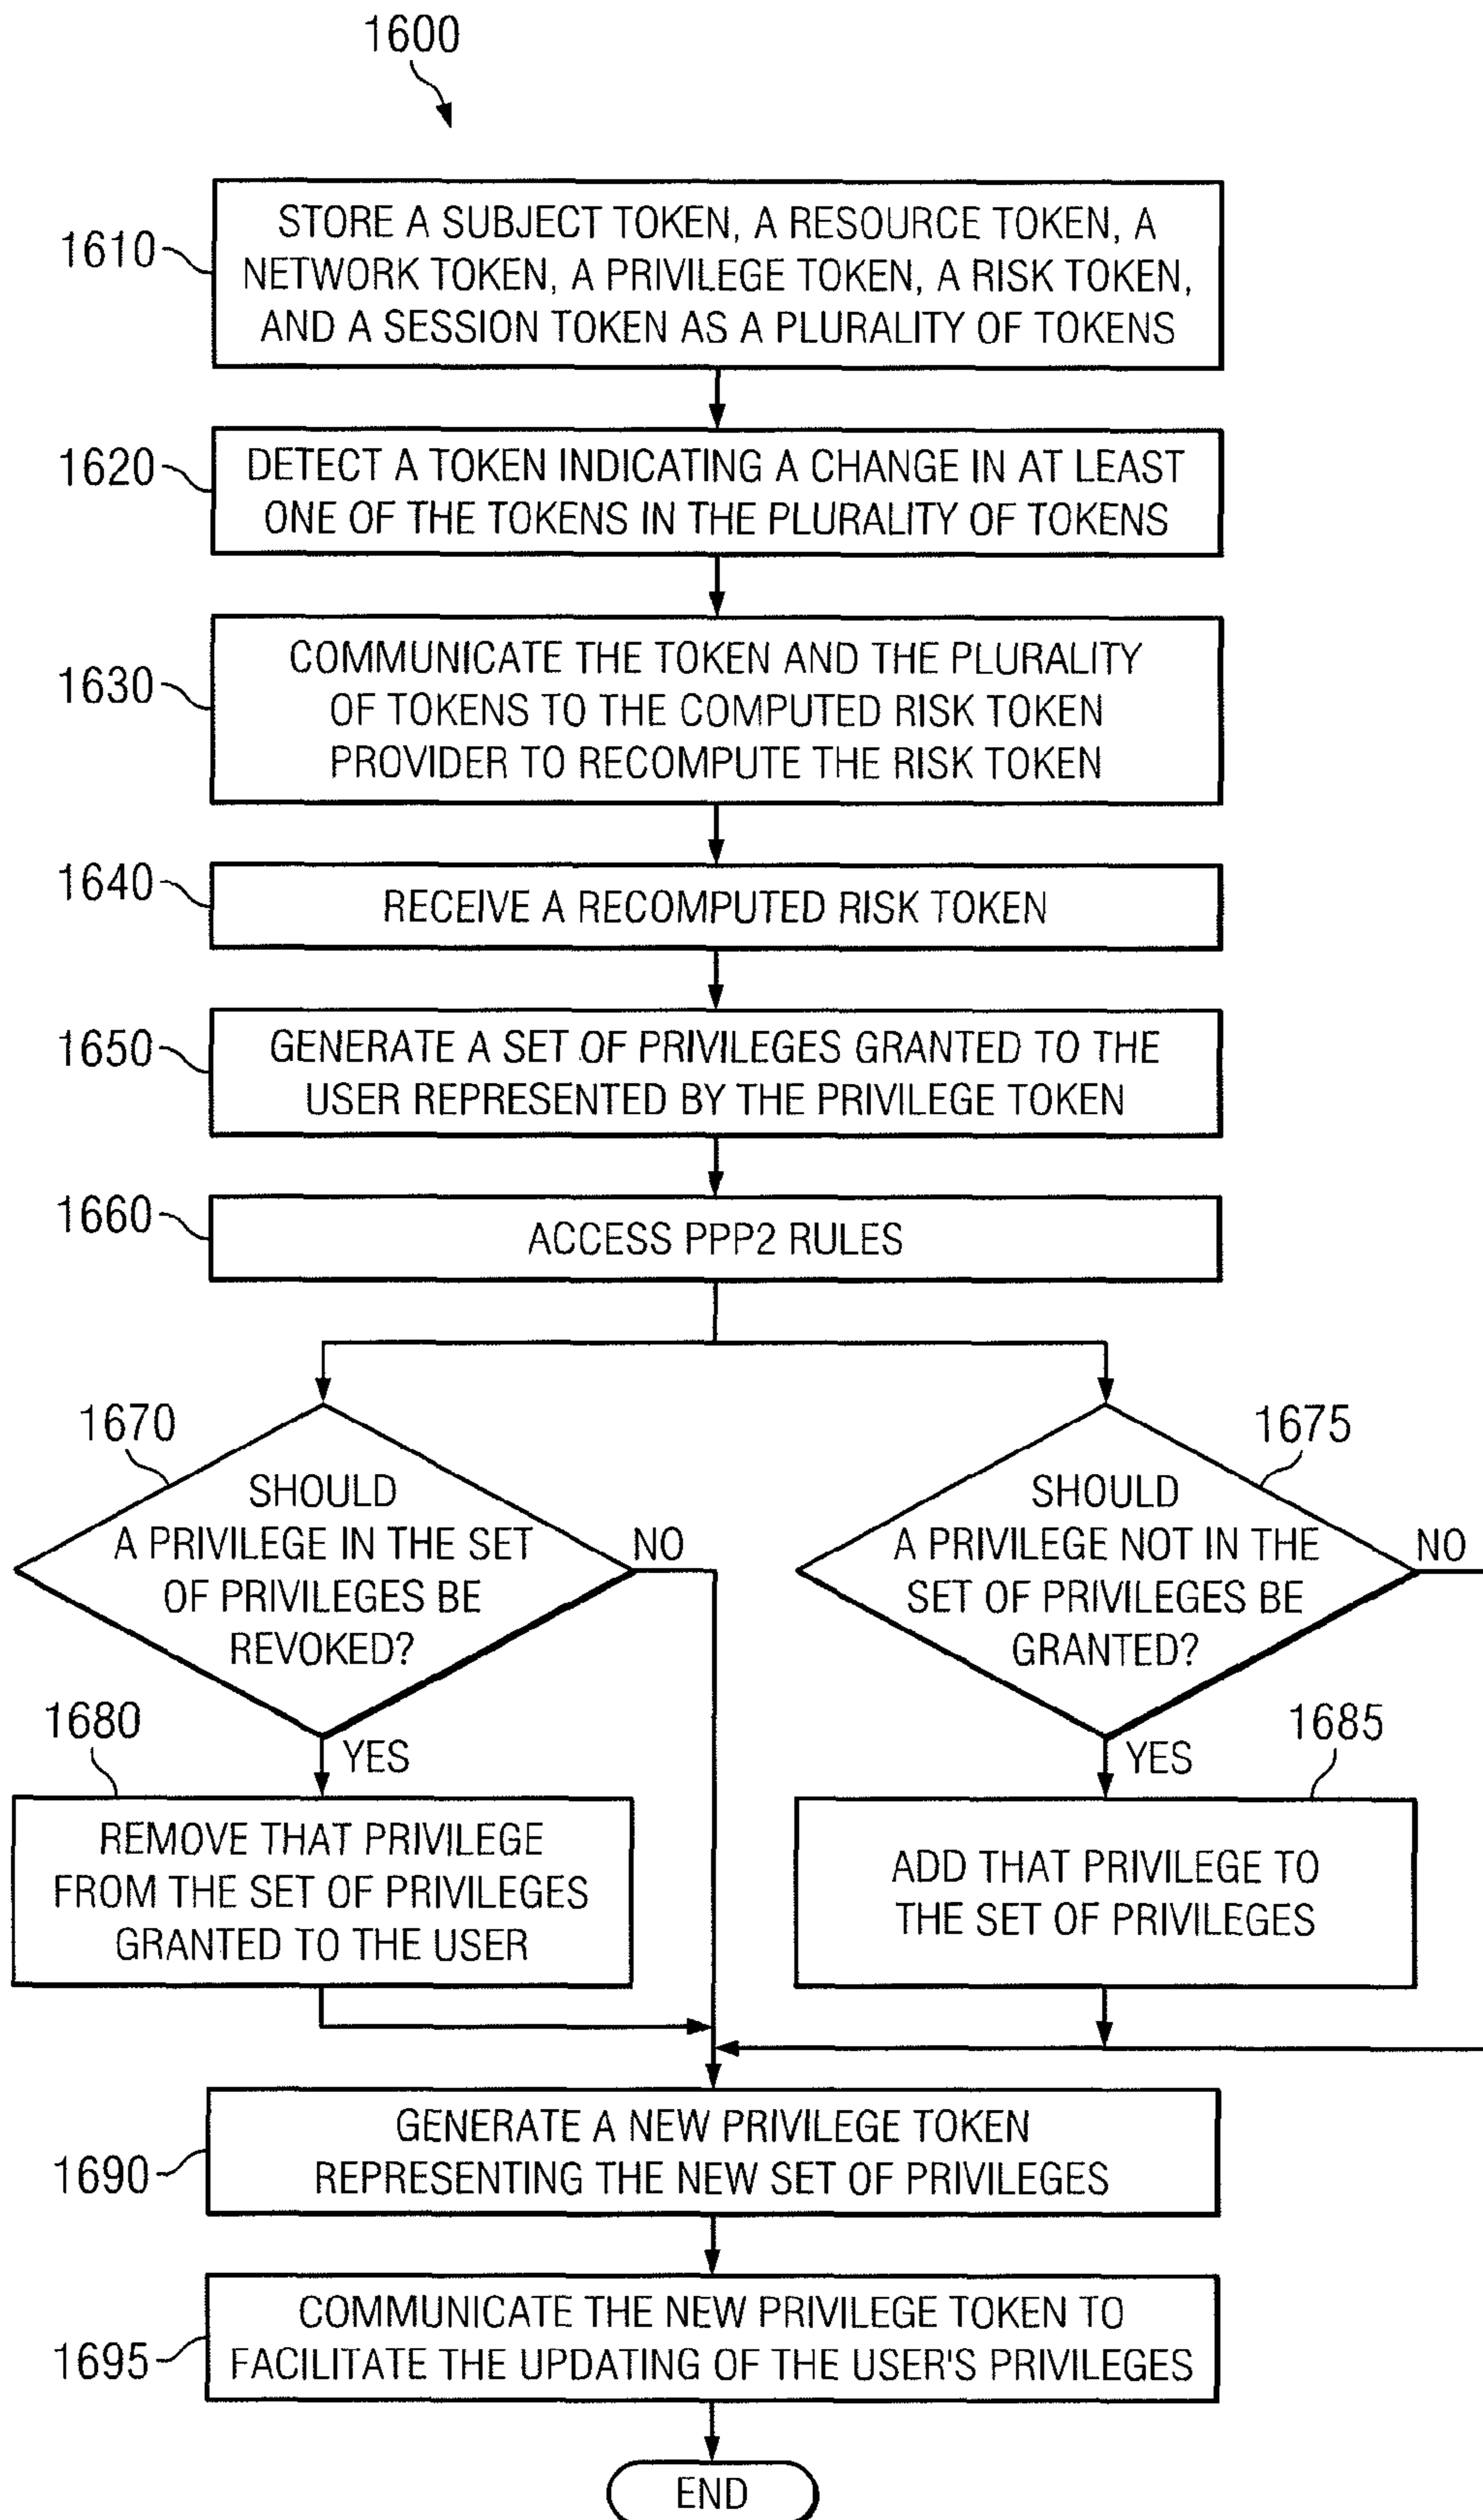 1600
1610
STORE A SUBJECT TOKEN, A RESOURCE TOKEN, A
NETWORK TOKEN, A PRIVILEGE TOKEN, A RISK TOKEN,
AND A SESSION TOKEN AS A PLURALITY OF TOKENS
1620
DETECT A TOKEN INDICATING A CHANGE IN AT LEAST
ONE OF THE TOKENS IN THE PLURALITY OF TOKENS
1630
COMMUNICATE THE TOKEN AND THE PLURALITY
OF TOKENS TO THE COMPUTED RISK TOKEN
PROVIDER TO RECOMPUTE THE RISK TOKEN
1640
RECEIVE A RECOMPUTED RISK TOKEN
1650
GENERATE A SET OF PRIVILEGES GRANTED TO THE
USER REPRESENTED BY THE PRIVILEGE TOKEN
1660
ACCESS PPP2 RULES
1670
SHOULD
A PRIVILEGE IN THE SET
OF PRIVILEGES BE
REVOKED?
NO
YES
1675
SHOULD
A PRIVILEGE NOT IN THE
SET OF PRIVILEGES BE
GRANTED?
NO
YES
1680
REMOVE THAT PRIVILEGE
FROM THE SET OF PRIVILEGES
GRANTED TO THE USER
1685
ADD THAT PRIVILEGE TO
THE SET OF PRIVILEGES
1690
GENERATE A NEW PRIVILEGE TOKEN
REPRESENTING THE NEW SET OF PRIVILEGES
1695
COMMUNICATE THE NEW PRIVILEGE TOKEN TO
FACILITATE THE UPDATING OF THE USER'S PRIVILEGES
END